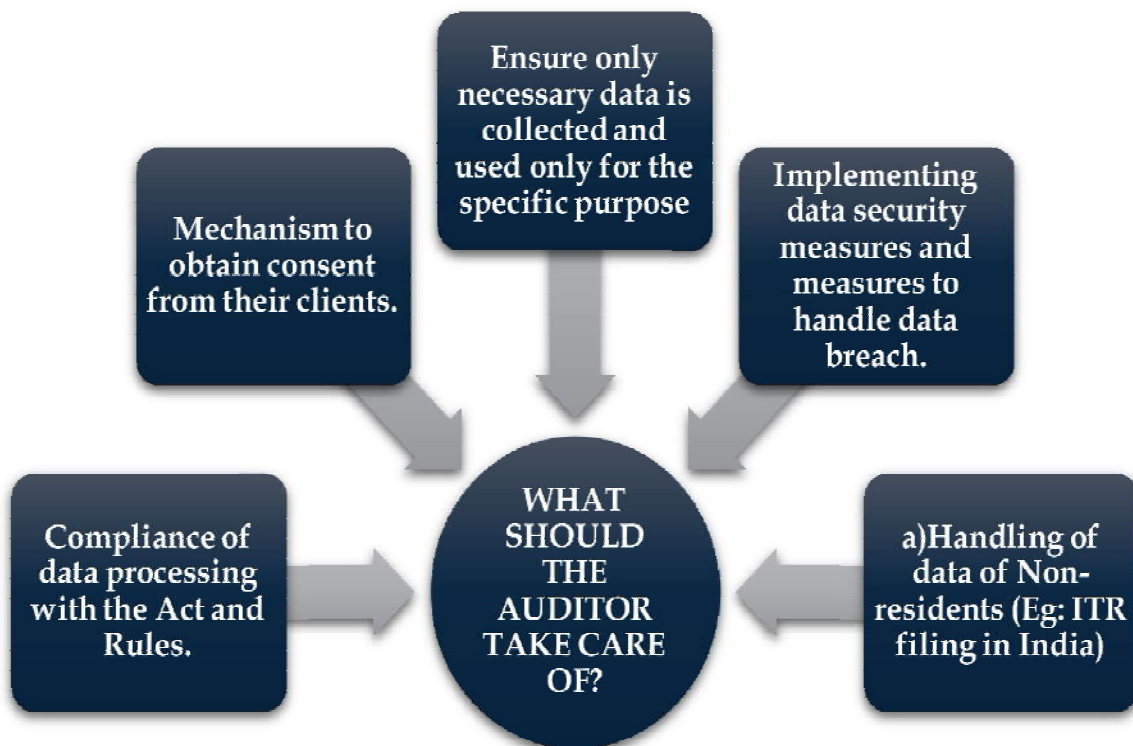 Compliance of
data processing
with the Act and
Rules.
Mechanism to
obtain consent
from their clients.
Ensure only
necessary data is
collected and
used only for the
specific purpose
Implementing
data security
measures and
measures to
handle data
breach.
a)Handling of
data of Non-
residents (Eg: ITR
filing in India)
WHAT
SHOULD
THE
AUDITOR
TAKE CARE
OF?